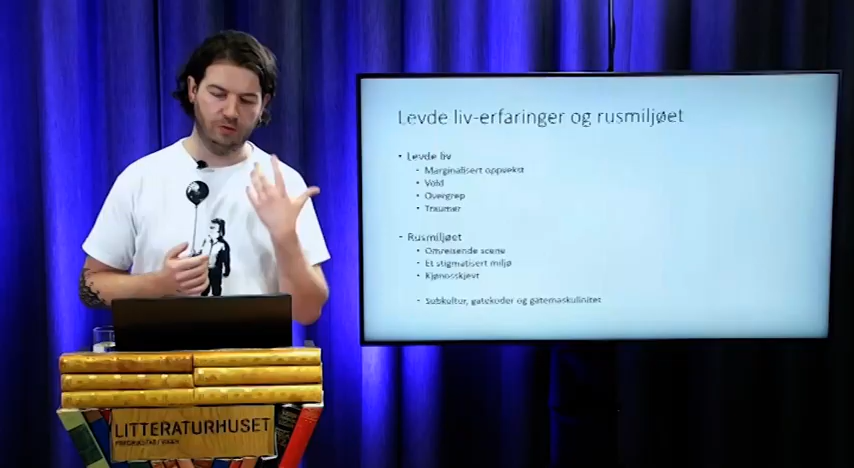 Levde liv-erfaringer og rusmiljøet
• Levde liv
• Marginalisert oppvekst
• Vold
• Overgrep
• Traumer
• Rusmiljøet
• Omreisende scene
• Et stigmatisert miljø
• Kjønnsskjevt
• Subkultur, gatekoder og gatemaskulinitet
LITTERATURHUSET
FREDRIKSTAD